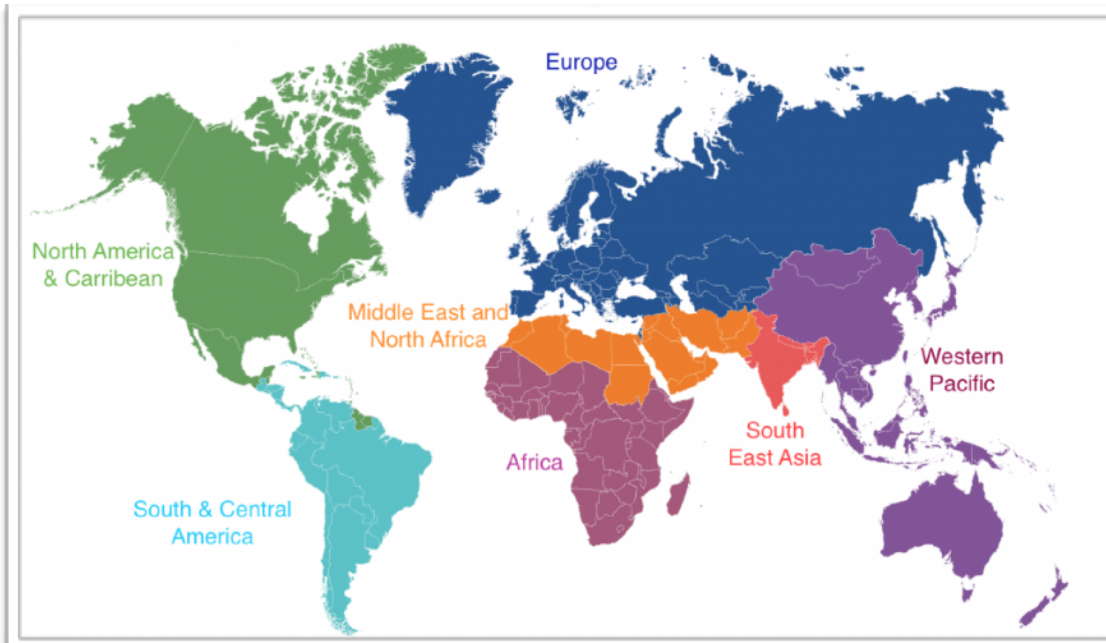 Europe
North America
& Carribean
Middle East and
North Africa
Western
Pacific
South
East Asia
Africa
South & Central
America